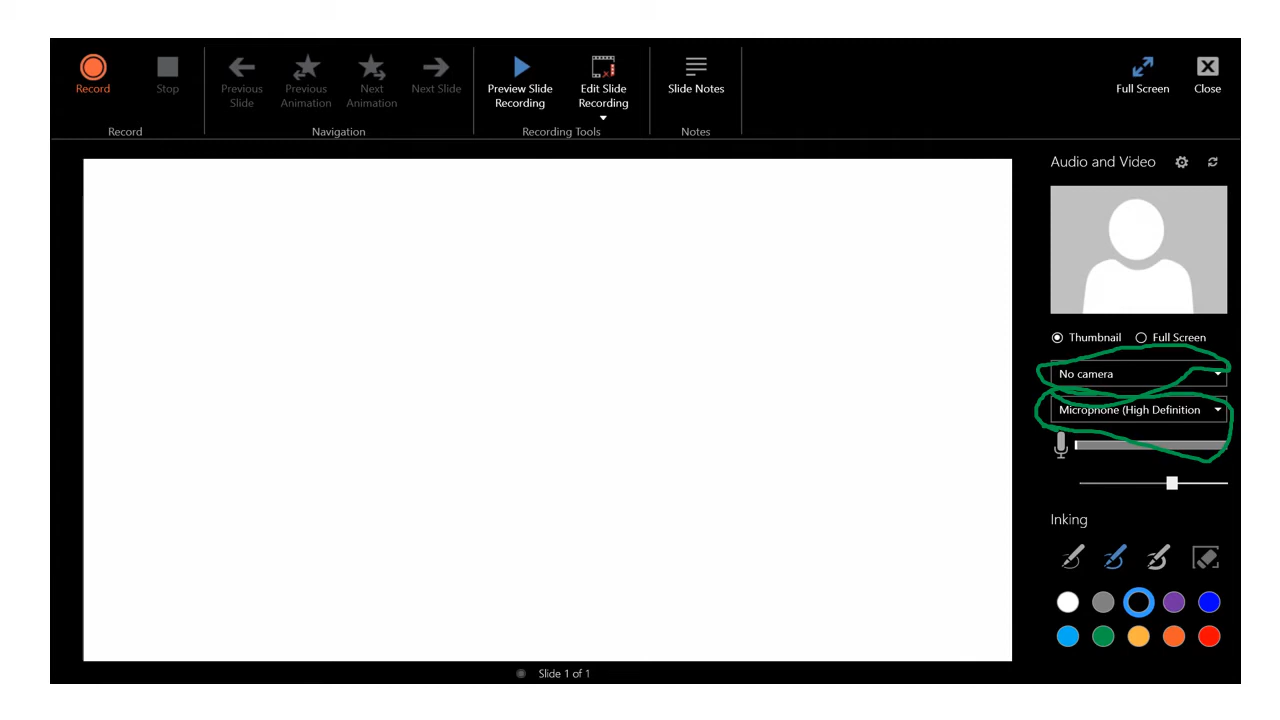 Record
Stop
Previous
Slide
Previous
Animation
Next
Animation
Next Slide
Preview Slide
Recording
Edit Slide
Recording
Slide Notes
Full Screen
Close
Record
Navigation
Recording Tools
Notes
Audio and Video
Thumbnail
Full Screen
No camera
Microphone (High Definition
Inking
Slide 1 of 1